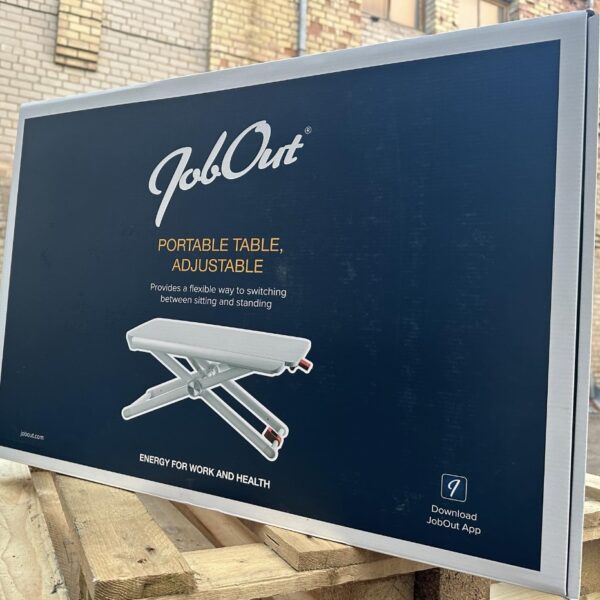 JobOut®
PORTABLE TABLE,
ADJUSTABLE
Provides a flexible way to switching
between sitting and standing
jobout.com
ENERGY FOR WORK AND HEALTH
Download
JobOut App